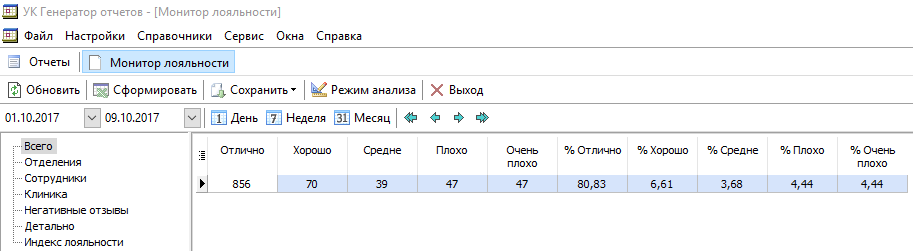 УК Генератор отчетов - [Монитор лояльности]
Файл Настройки Справочники Сервис Окна Справка
Отчеты Монитор лояльности
Обновить Сформировать Сохранить Режим анализа Выход
01.10.2017 09.10.2017 1 День 7 Неделя 31 Месяц
Всего
Отделения
Сотрудники
Клиника
Негативные отзывы
Детально
Индекс лояльности
Отлично Хорошо Средне Плохо Очень плохо % Отлично % Хорошо % Средне % Плохо % Очень плохо
856 70 39 47 47 80,83 6,61 3,68 4,44 4,44